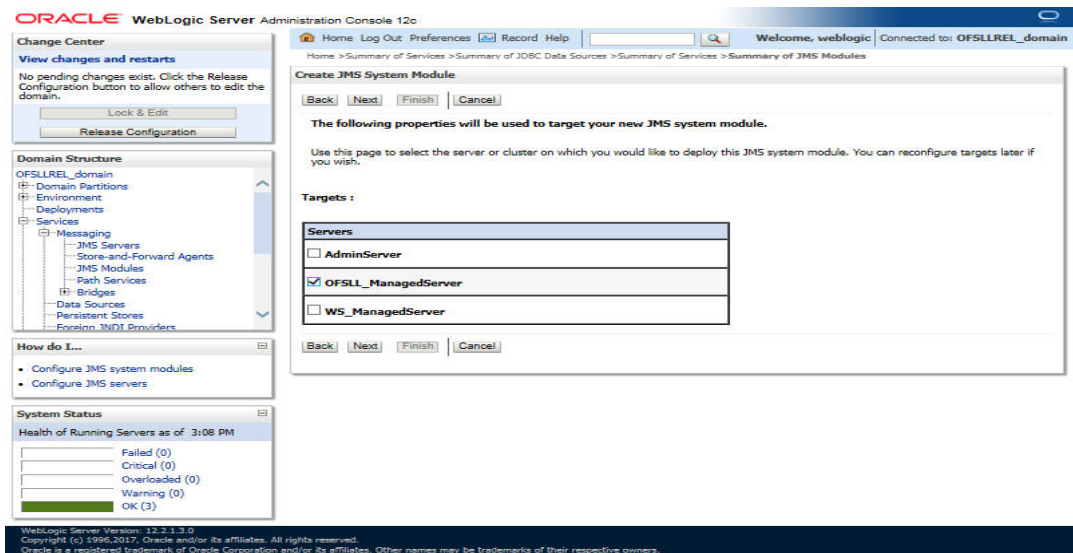 ORACLE WebLogic Server Administration Console 12c
Change Center
View changes and restarts
No pending changes exist. Click the Release
Configuration button to allow others to edit the
domain.
Lock & Edit
Release Configuration
Domain Structure
OFSLLREL_domain
Domain Partitions
Environment
Deployments
Services
Messaging
JMS Servers
Store-and-Forward Agents
JMS Modules
Path Services
Bridges
Data Sources
Persistent Stores
Foreign JNDI Providers
How do I...
Configure JMS system modules
Configure JMS servers
System Status
Health of Running Servers as of 3:08 PM
Failed (0)
Critical (0)
Overloaded (0)
Warning (0)
OK (3)
Home Log Out Preferences Record Help
Welcome, weblogic Connected to: OFSLLREL_domain
Home >Summary of Services >Summary of JDBC Data Sources >Summary of Services >Summary of JMS Modules
Create JMS System Module
Back Next Finish Cancel
The following properties will be used to target your new JMS system module.
Use this page to select the server or cluster on which you would like to deploy this JMS system module. You can reconfigure targets later if
you wish.
Targets :
Servers
AdminServer
OFSLL_ManagedServer
WS_ManagedServer
Back Next Finish Cancel
WebLogic Server Version: 12.2.1.3.0
Copyright (c) 1996,2017, Oracle and/or its affiliates. All rights reserved.
Oracle is a registered trademark of Oracle Corporation and/or its affiliates. Other names may be trademarks of their respective owners.